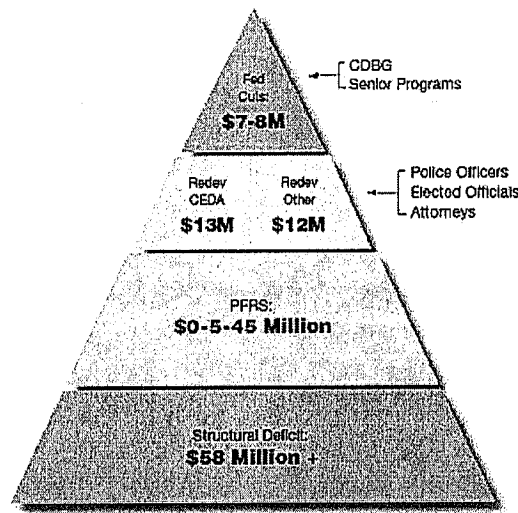 Fed
Cuts:
$7-8M
CDBG
Senior Programs
Redev
CEDA
$13M
Redev
Other
$12M
Police Officers
Elected Officials
Attorneys
PFRS:
$0-5-45 Million
Structural Deficit:
$58 Million +